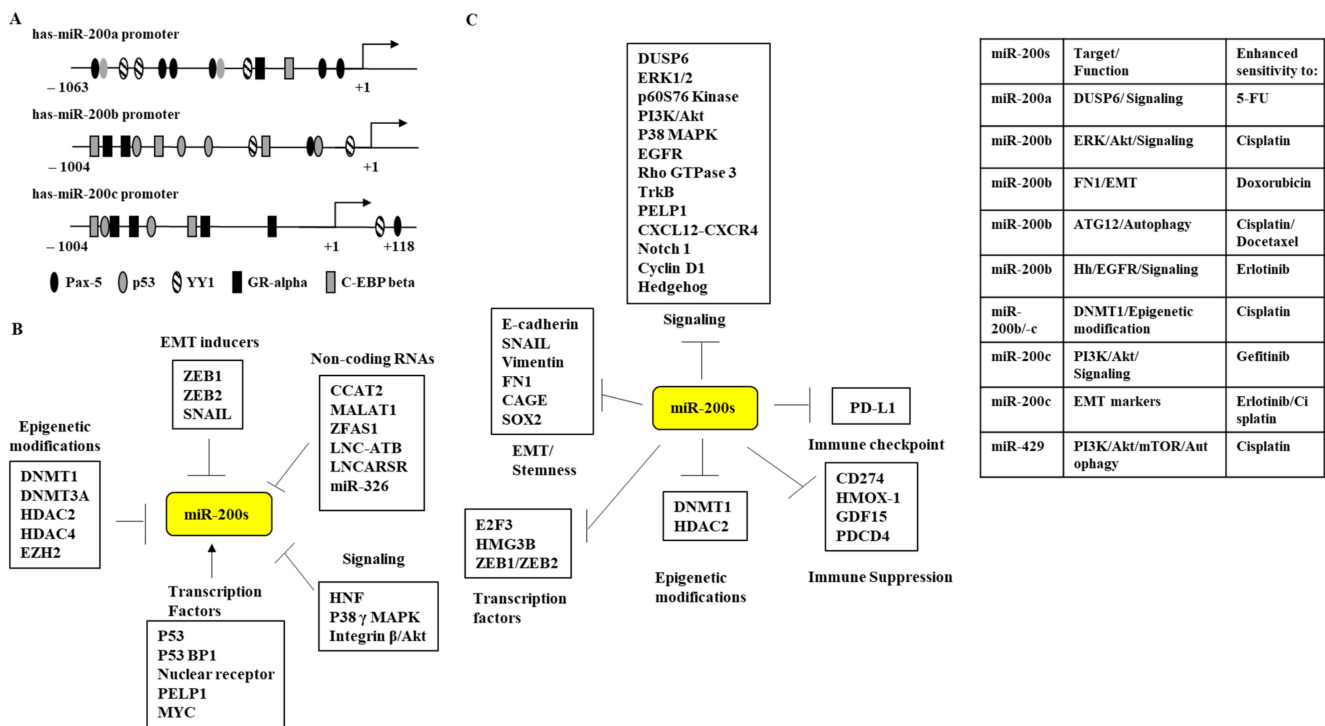 A
has-miR-200a promoter
– 1063
+1
has-miR-200b promoter
– 1004
+1
has-miR-200c promoter
– 1004
+1
+118
Pax-5
p53
YY1
GR-alpha
C-EBP beta
B
EMT inducers
ZEB1
ZEB2
SNAIL
Non-coding RNAs
CCAT2
MALAT1
ZFAS1
LNC-ATB
LNCARSR
miR-326
Epigenetic
modifications
DNMT1
DNMT3A
HDAC2
HDAC4
EZH2
miR-200s
Transcription
Factors
P53
P53 BP1
Nuclear receptor
PELP1
MYC
Signaling
HNF
P38 γ MAPK
Integrin β/Akt
C
DUSP6
ERK1/2
p60S76 Kinase
PI3K/Akt
P38 MAPK
EGFR
Rho GTPase 3
TrkB
PELP1
CXCL12-CXCR4
Notch 1
Cyclin D1
Hedgehog
Signaling
E-cadherin
SNAIL
Vimentin
FN1
CAGE
SOX2
EMT/
Stemness
miR-200s
PD-L1
Immune checkpoint
CD274
HMOX-1
GDF15
PDCD4
Immune Suppression
DNMT1
HDAC2
Epigenetic
modifications
E2F3
HMG3B
ZEB1/ZEB2
Transcription
factors
miR-200s
Target/
Function
Enhanced
sensitivity to:
miR-200a
DUSP6/Signaling
5-FU
miR-200b
ERK/Akt/Signaling
Cisplatin
miR-200b
FN1/EMT
Doxorubicin
miR-200b
ATG12/Autophagy
Cisplatin/
Docetaxel
miR-200b
Hh/EGFR/Signaling
Erlotinib
miR-
200b/-c
DNMT1/Epigenetic
modification
Cisplatin
miR-200c
PI3K/Akt/
Signaling
Gefitinib
miR-200c
EMT markers
Erlotinib/Ci
splatin
miR-429
PI3K/Akt/mTOR/Aut
ophagy
Cisplatin